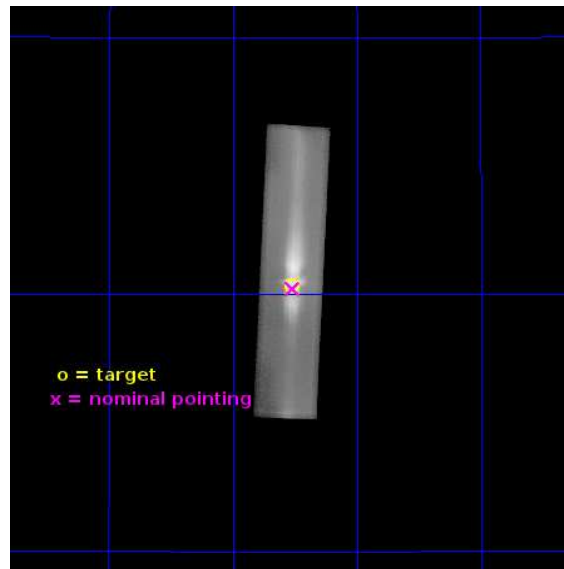 o = target
x = nominal pointing